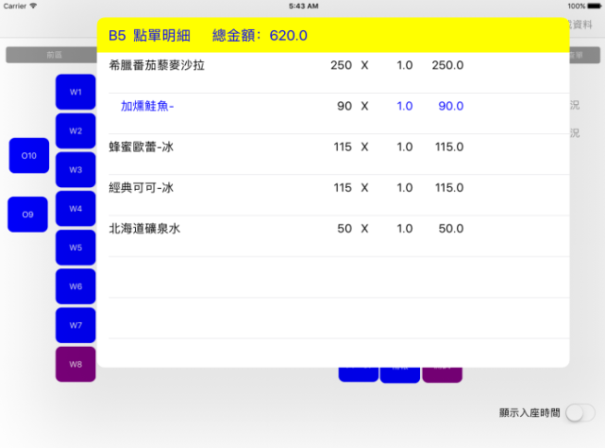 Carrier
5:43 AM
100%
資料
前區
B5 點單明細 總金額: 620.0
希臘番茄藜麥沙拉 250 X 1.0 250.0
加燻鮭魚- 90 X 1.0 90.0
蜂蜜歐蕾-冰 115 X 1.0 115.0
經典可可-冰 115 X 1.0 115.0
北海道礦泉水 50 X 1.0 50.0
W1
況
W2
況
O10
W3
O9
W4
W5
W6
W7
W8
顯示入座時間